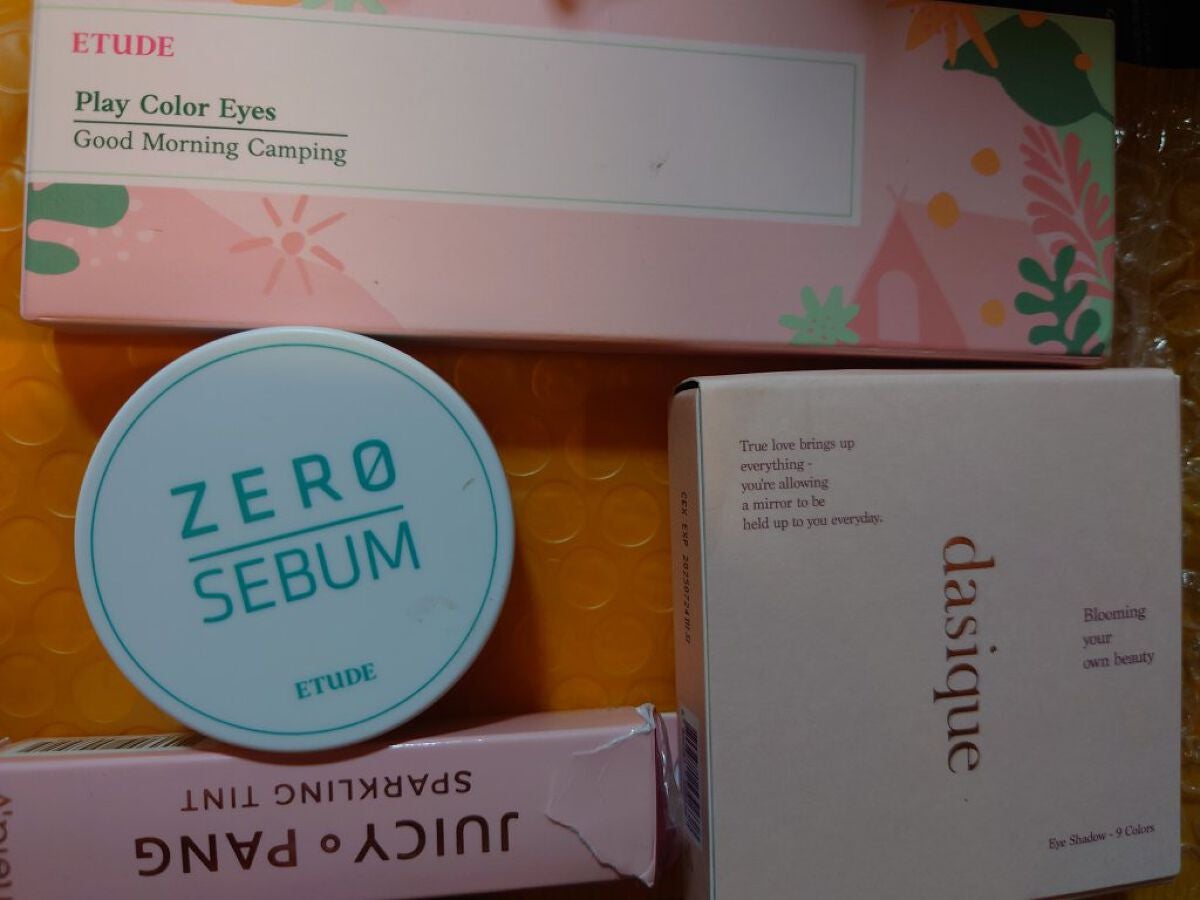 ETUDE
Play Color Eyes
Good Morning Camping
ZERØ
SEBUM
ETUDE
True love brings up
everything -
you're allowing
a mirror to be
held up to you everyday.
dasique
Blooming
your
own beauty
Eye Shadow - 9 Colors
JUICY PANG
SPARKLING TINT